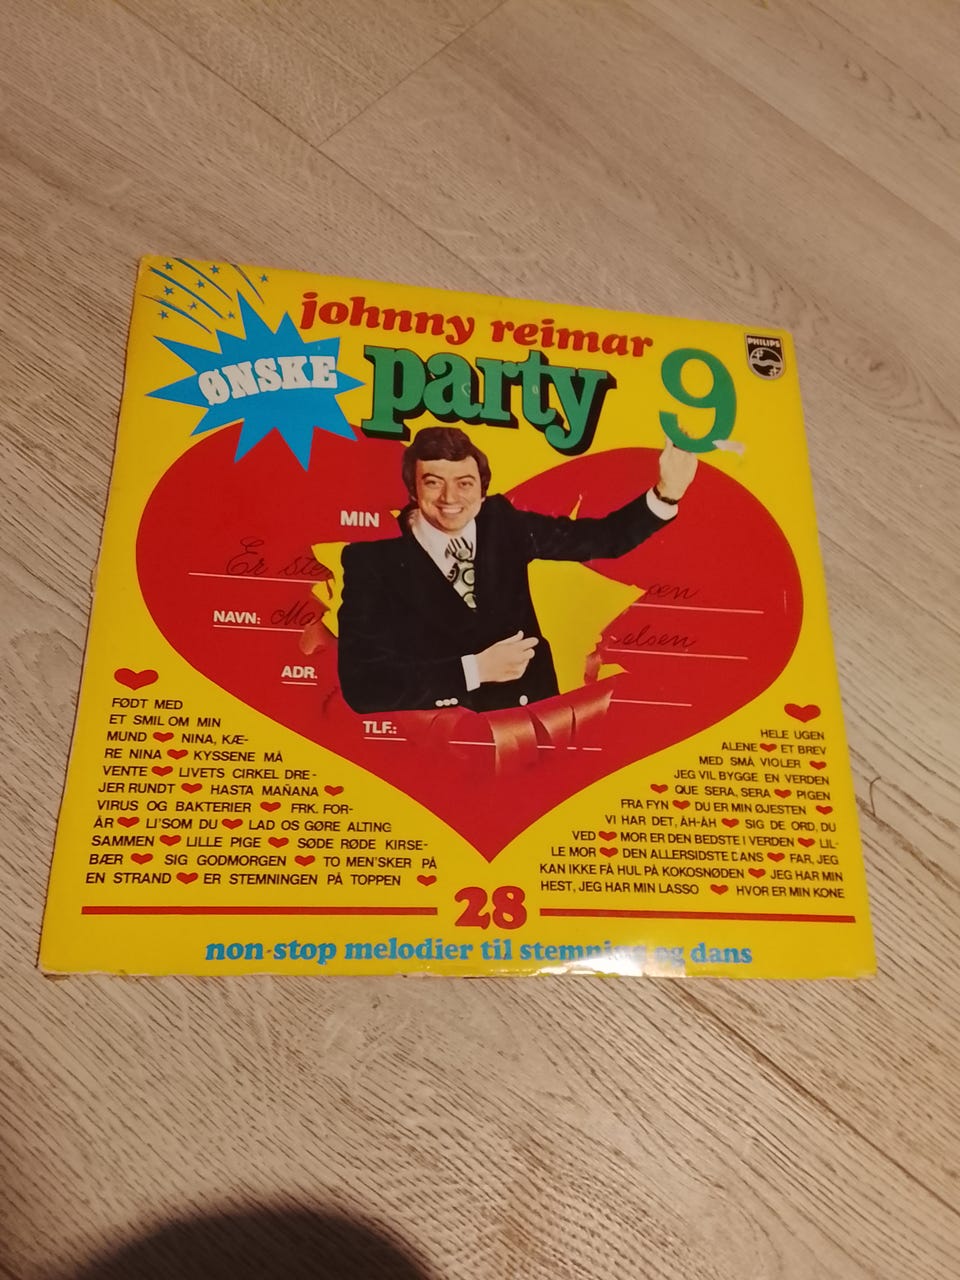 johnny reimar
PHILIPS
ØNSKE
party 9
MIN
Er ste
pen
NAVN: Ma
elsen
ADR.
TLF.:
FØDT MED
ET SMIL OM MIN
MUND ❤ NINA, KÆ-
RE NINA ❤ KYSSENE MÅ
VENTE ❤ LIVETS CIRKEL DRE-
JER RUNDT ❤ HASTA MAÑANA ❤
VIRUS OG BAKTERIER ❤ FRK. FOR-
ÅR ❤ LI'SOM DU ❤ LAD OS GØRE ALTING
SAMMEN ❤ LILLE PIGE ❤ SØDE RØDE KIRSE-
BÆR ❤ SIG GODMORGEN ❤ TO MEN'SKER PÅ
EN STRAND ❤ ER STEMNINGEN PÅ TOPPEN ❤
HELE UGEN
ALENE ❤ ET BREV
MED SMÅ VIOLER ❤
JEG VIL BYGGE EN VERDEN
❤ QUE SERA, SERA ❤ PIGEN
FRA FYN ❤ DU ER MIN ØJESTEN ❤
VI HAR DET, ÅH-ÅH ❤ SIG DE ORD, DU
VED ❤ MOR ER DEN BEDSTE I VERDEN ❤ LIL-
LE MOR ❤ DEN ALLERSIDSTE DANS ❤ FAR, JEG
KAN IKKE FÅ HUL PÅ KOKOSNØDEN ❤ JEG HAR MIN
HEST, JEG HAR MIN LASSO ❤ HVOR ER MIN KONE
28
non-stop melodier til stemning og dans